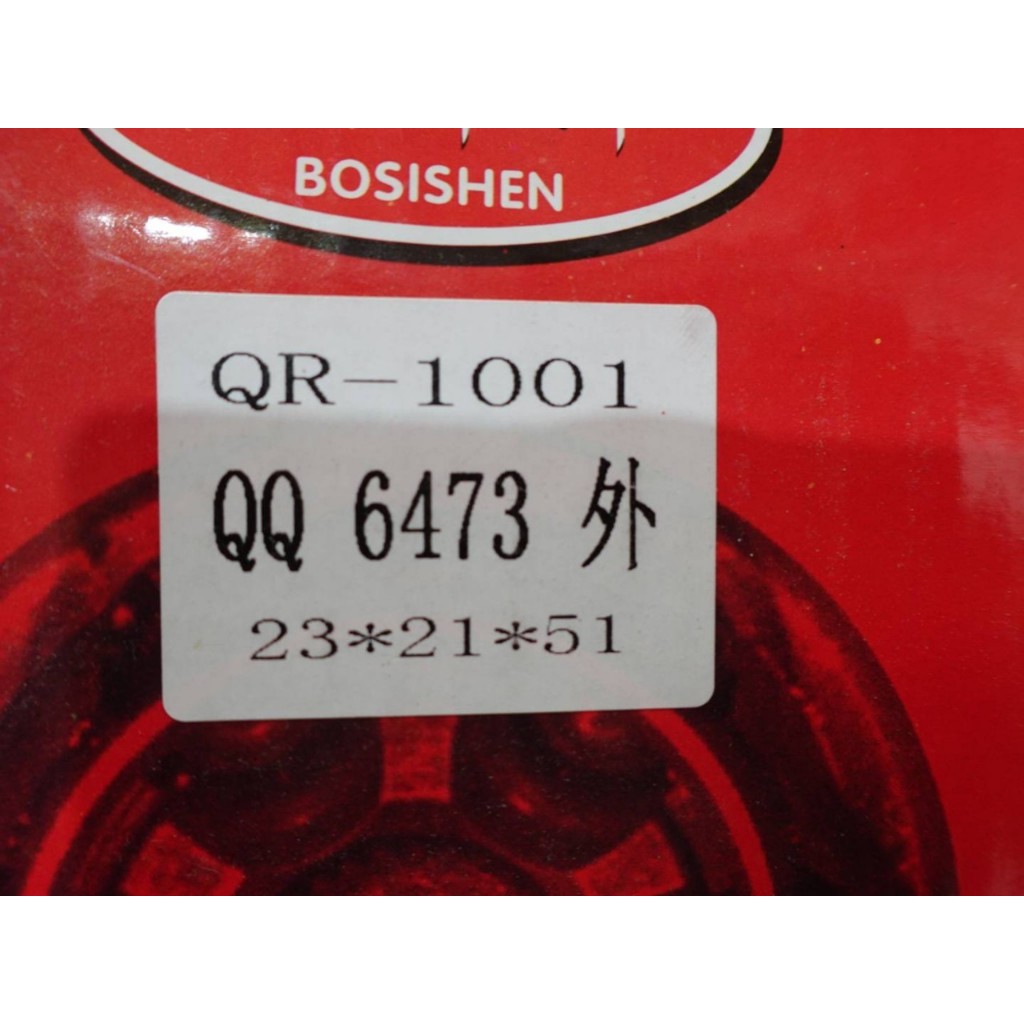 BOSISHEN
QR-1001
QQ 6473 外
23*21*51